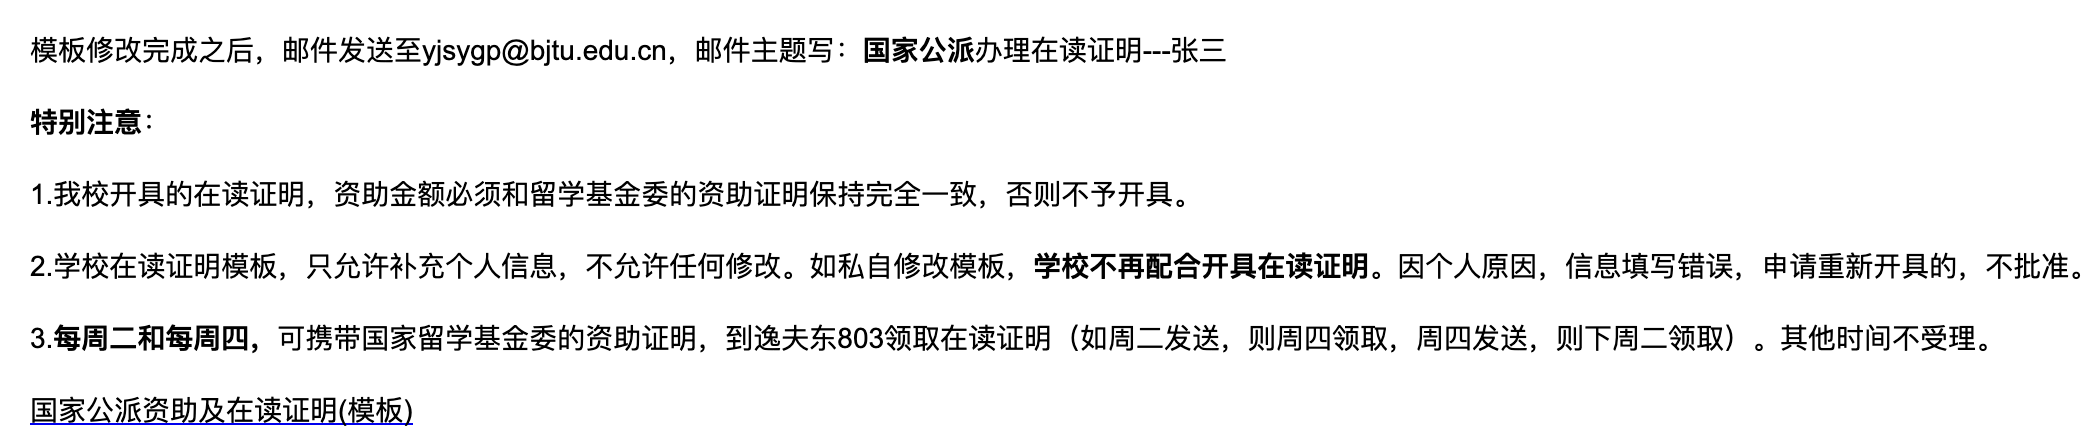 模板修改完成之后，邮件发送至yjsygp@bjtu.edu.cn，邮件主题写：国家公派办理在读证明---张三
特别注意：
1.我校开具的在读证明，资助金额必须和留学基金委的资助证明保持完全一致，否则不予开具。
2.学校在读证明模板，只允许补充个人信息，不允许任何修改。如私自修改模板，学校不再配合开具在读证明。因个人原因，信息填写错误，申请重新开具的，不批准。
3.每周二和每周四，可携带国家留学基金委的资助证明，到逸夫东803领取在读证明（如周二发送，则周四领取，周四发送，则下周二领取）。其他时间不受理。
国家公派资助及在读证明(模板)